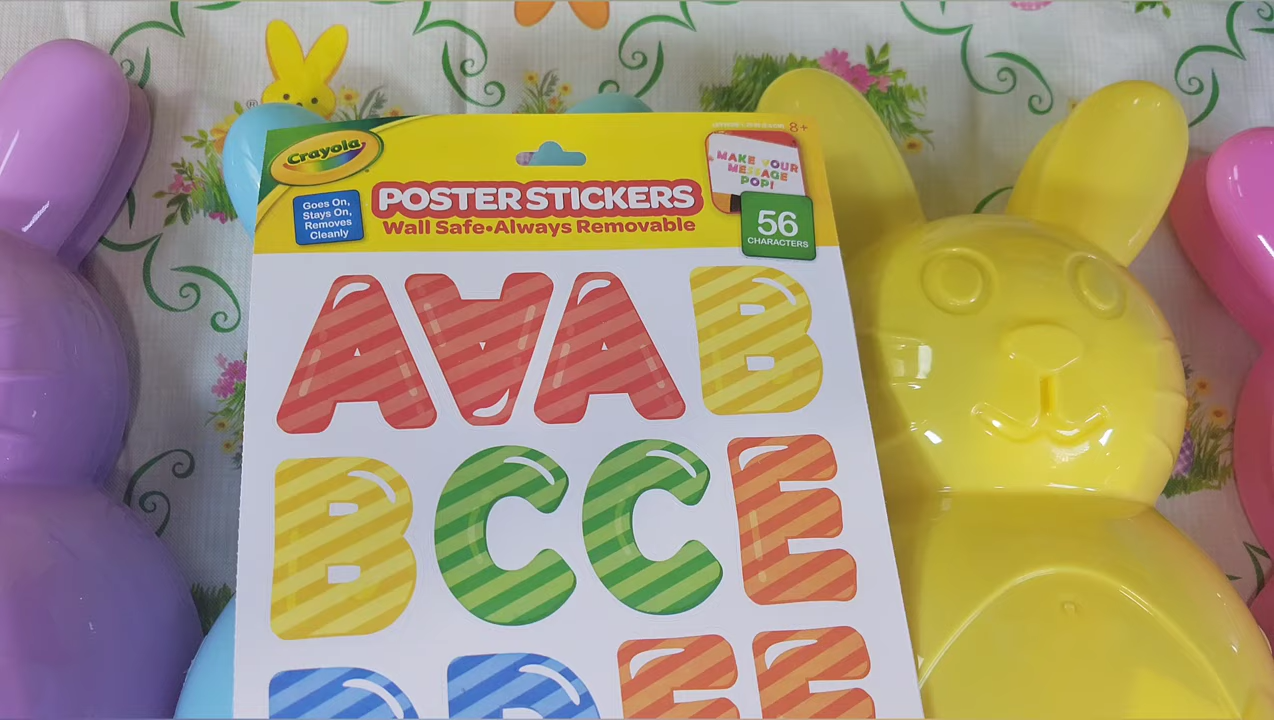 8+
Crayola
MAKE YOUR
MESSAGE
POP!
POSTER STICKERS
Goes On,
Stays On,
Removes
Cleanly
Wall Safe•Always Removable
56
CHARACTERS
A A A B
B C C E
D D E E
®